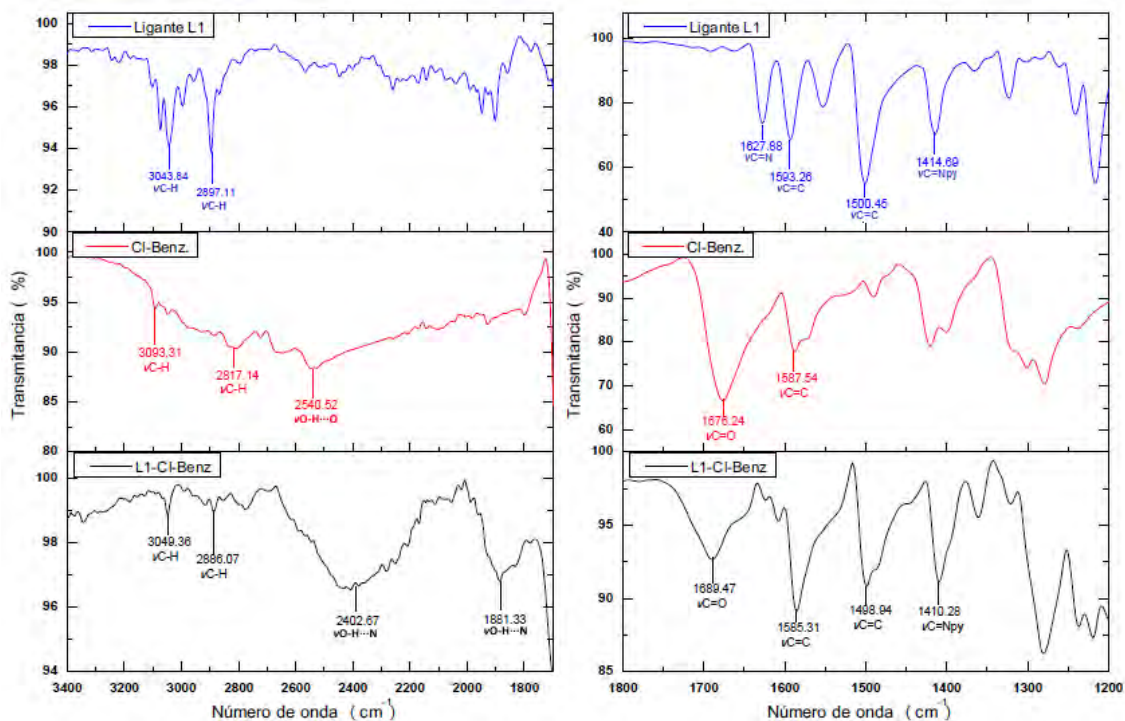 Ligante L1
100
98
96
94
92
90
3043.84
νC-H
2897.11
νC-H
Cl-Benz.
100
95
90
85
80
3093.31
νC-H
2817.14
νC-H
2540.52
νO-H···O
L1-Cl-Benz
100
98
96
94
3049.36
νC-H
2886.07
νC-H
2402.67
νO-H···N
1881.33
νO-H···N
Transmitancia ( %)
3400 3200 3000 2800 2600 2400 2200 2000 1800
Número de onda (cm-1)
Ligante L1
100
80
60
40
1627.88
νC=N
1593.26
νC=C
1500.45
νC=C
1414.69
νC=Npy
Cl-Benz.
100
90
80
70
60
1676.24
νC=O
1587.54
νC=C
L1-Cl-Benz
100
95
90
85
1689.47
νC=O
1585.31
νC=C
1498.94
νC=C
1410.28
νC=Npy
Transmitancia ( %)
1800 1700 1600 1500 1400 1300 1200
Número de onda (cm-1)